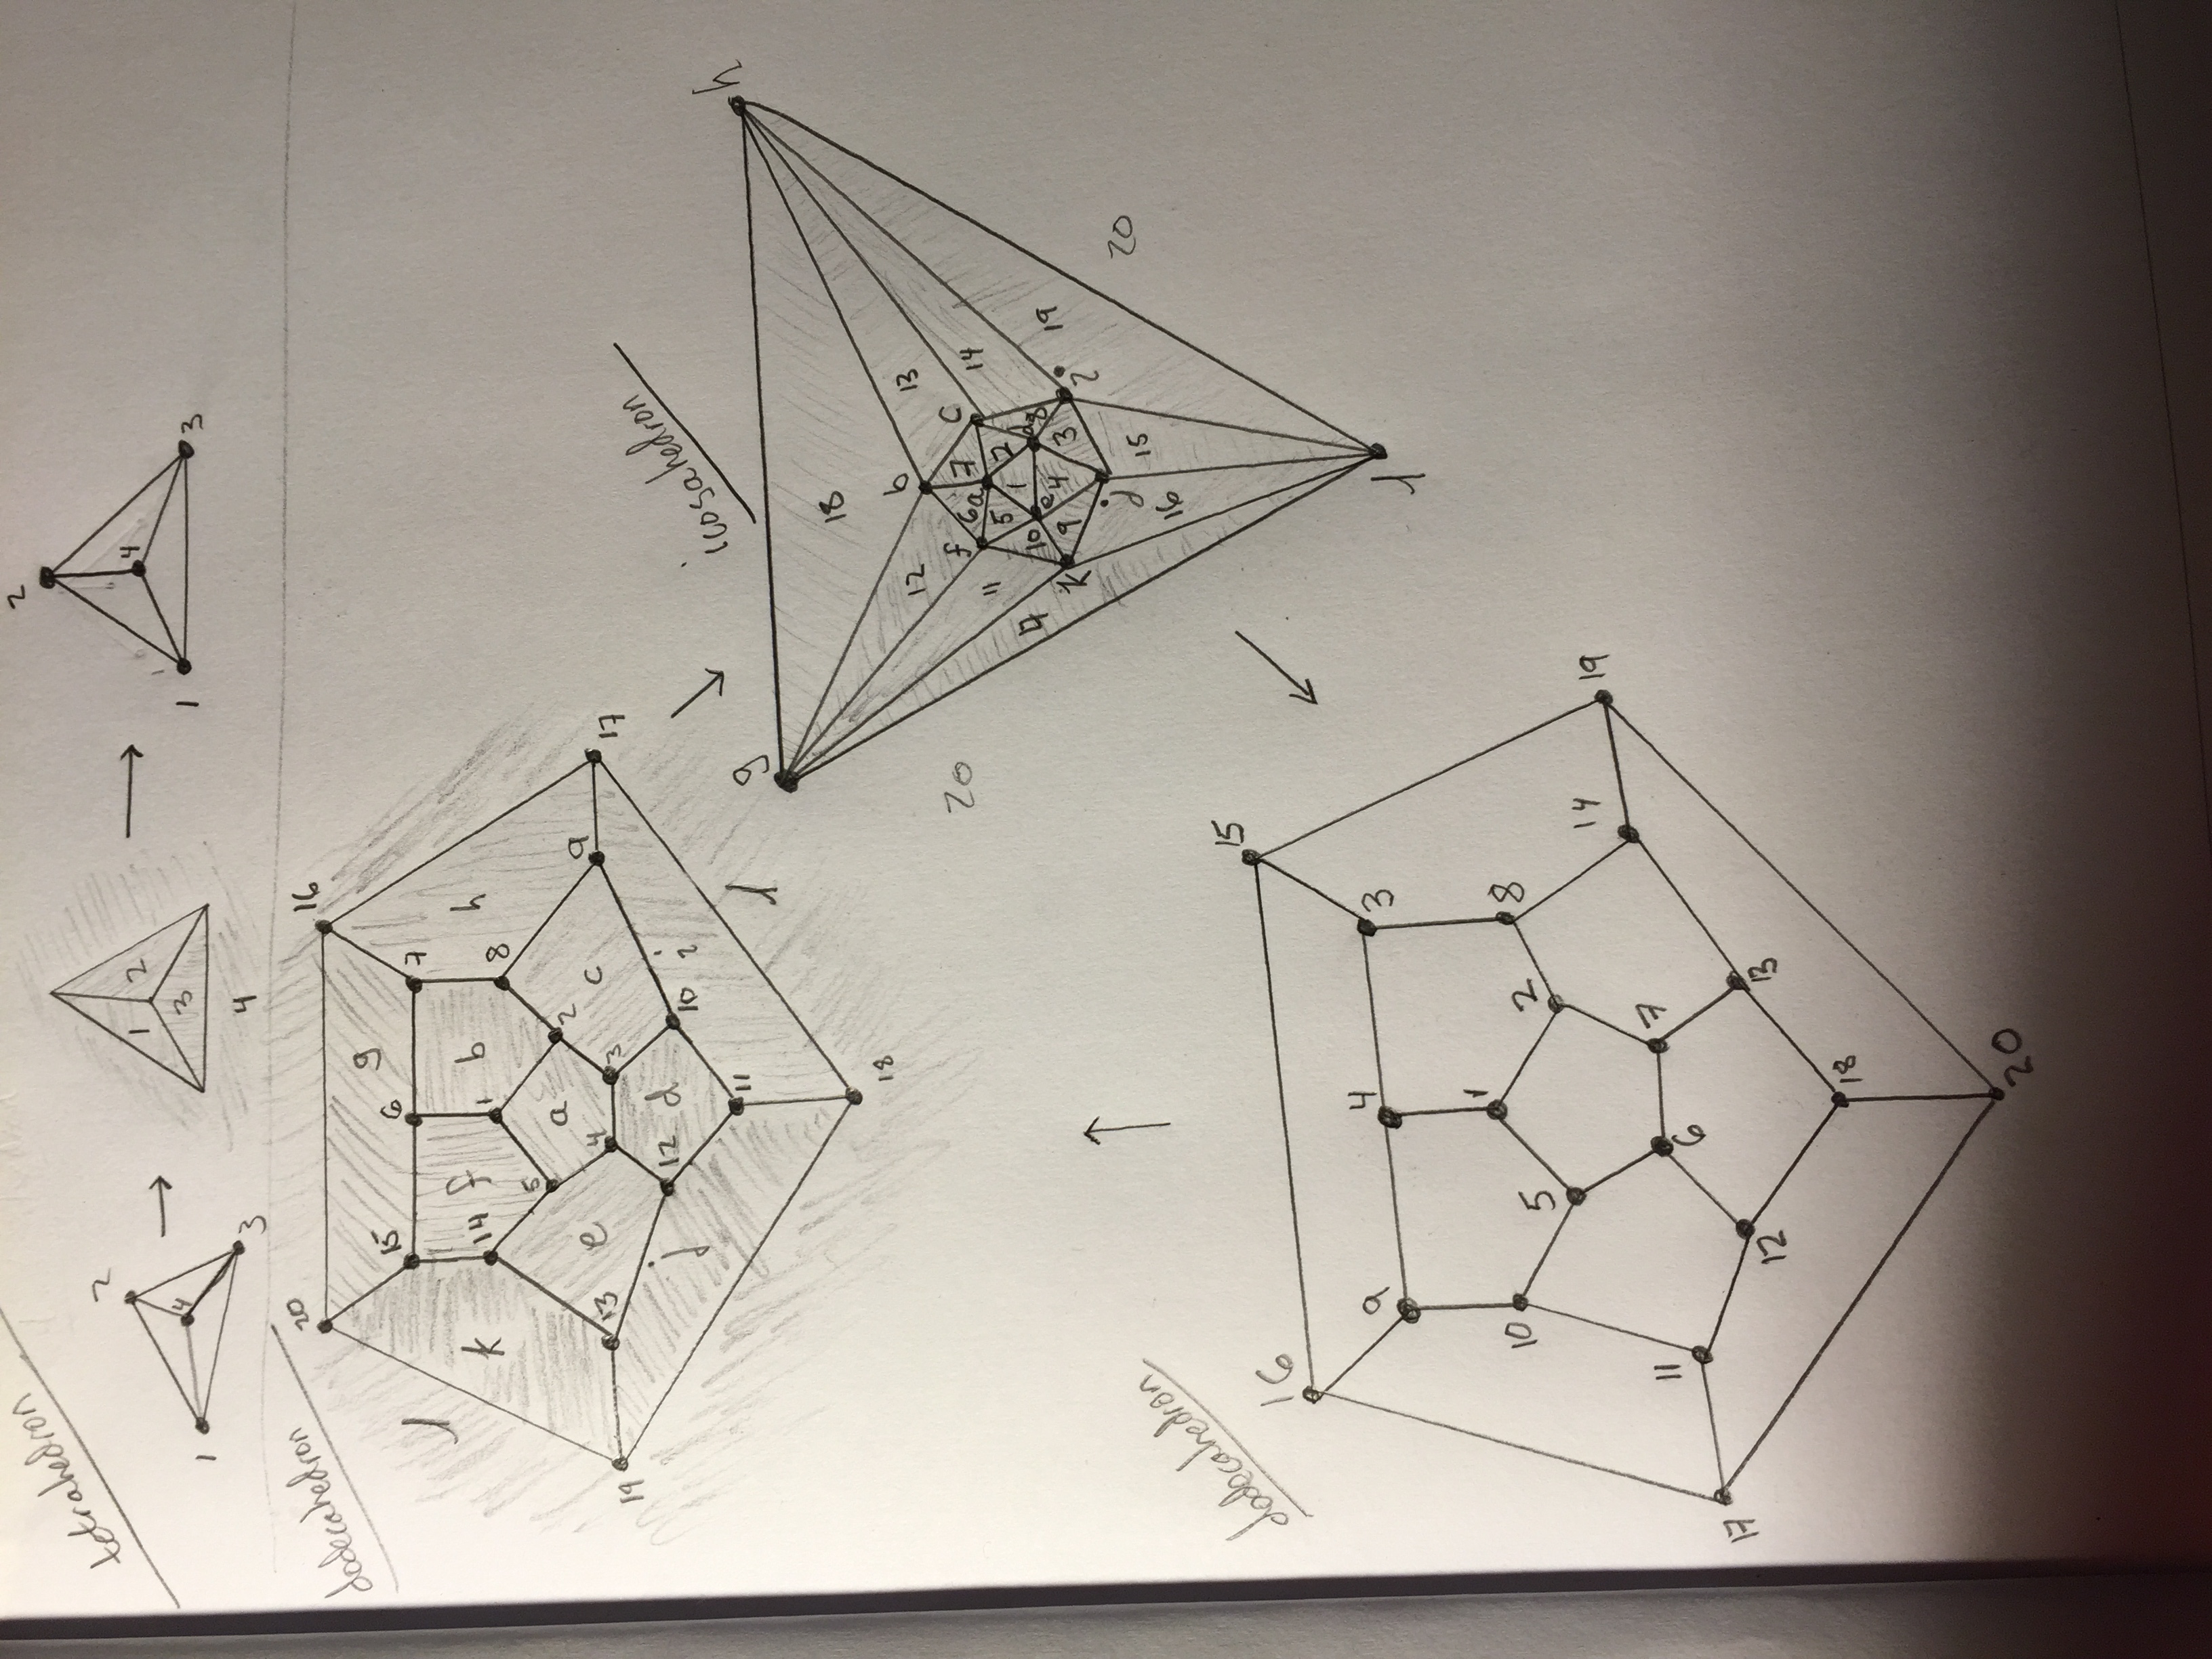 tetrahedron
2
1
4
3
1 2
3
4
2
4
1
3
dodecahedron
20
16
g
15 6 7
l
k
14 f 1 b 8 h
5 a 2
e 4 3 c 9
19 13
17
j 12 d 10 i
11
l
18
icosahedron
g
h
18
b
12 13
20
f 6 a 7 c
11 5 1 2 14
17 10 e 4 d 8
k 9 3 i 19
j
15
16
20
l
dodecahedron
16
15
9 4 3
1
10 5 2 8
14 19
11 6 7
17
12 13
18
20